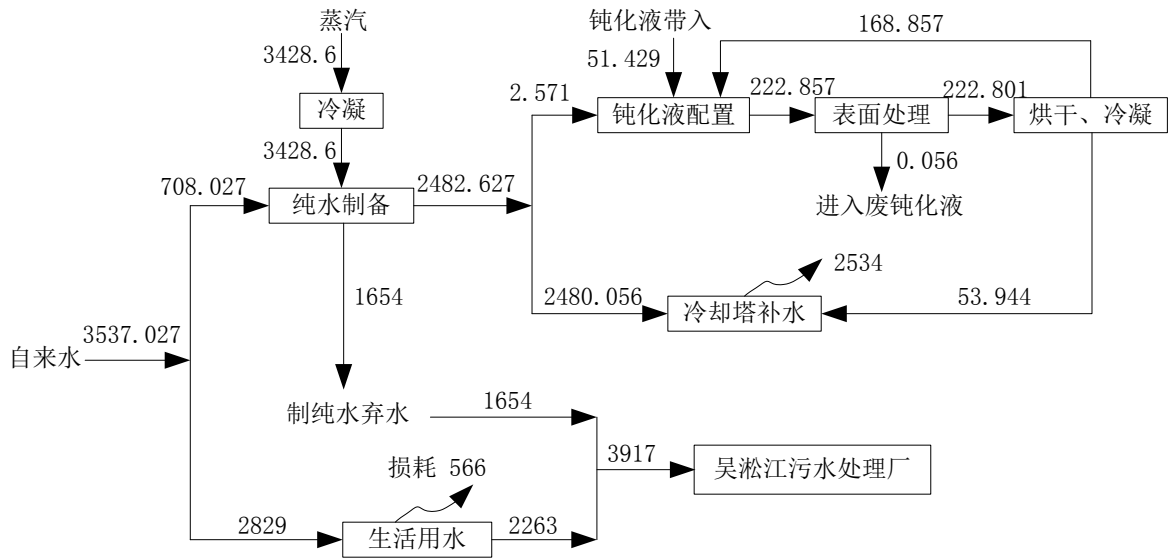 蒸汽
钝化液带入
168.857
3428.6
51.429
冷凝
2.571
钝化液配置
222.857
表面处理
222.801
烘干、冷凝
3428.6
0.056
708.027
纯水制备
2482.627
进入废钝化液
2534
1654
2480.056
冷却塔补水
53.944
3537.027
自来水
制纯水弃水
1654
3917
吴淞江污水处理厂
损耗 566
2829
生活用水
2263